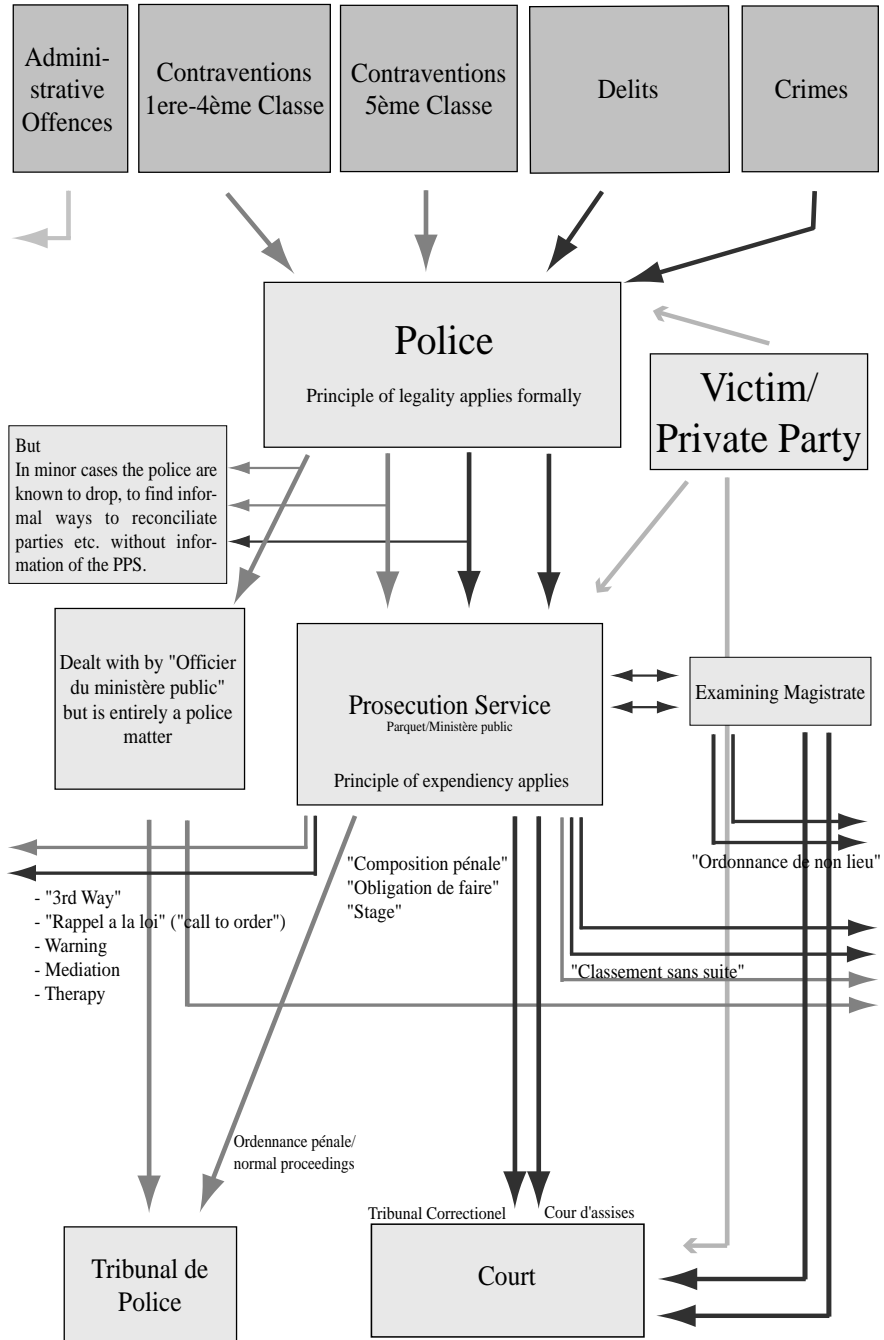 Admini-
strative
Offences
Contraventions
1ere-4ème Classe
Contraventions
5ème Classe
Delits
Crimes
Police
Principle of legality applies formally
Victim/
Private Party
But
In minor cases the police are
known to drop, to find infor-
mal ways to reconciliate
parties etc. without infor-
mation of the PPS.
Dealt with by "Officier
du ministère public"
but is entirely a police
matter
Prosecution Service
Parquet/Ministère public
Principle of expendiency applies
Examining Magistrate
"Ordonnance de non lieu"
"Composition pénale"
"Obligation de faire"
"Stage"
- "3rd Way"
- "Rappel a la loi" ("call to order")
- Warning
- Mediation
- Therapy
"Classement sans suite"
Ordennance pénale/
normal proceedings
Tribunal Correctionel
Cour d'assises
Tribunal de
Police
Court